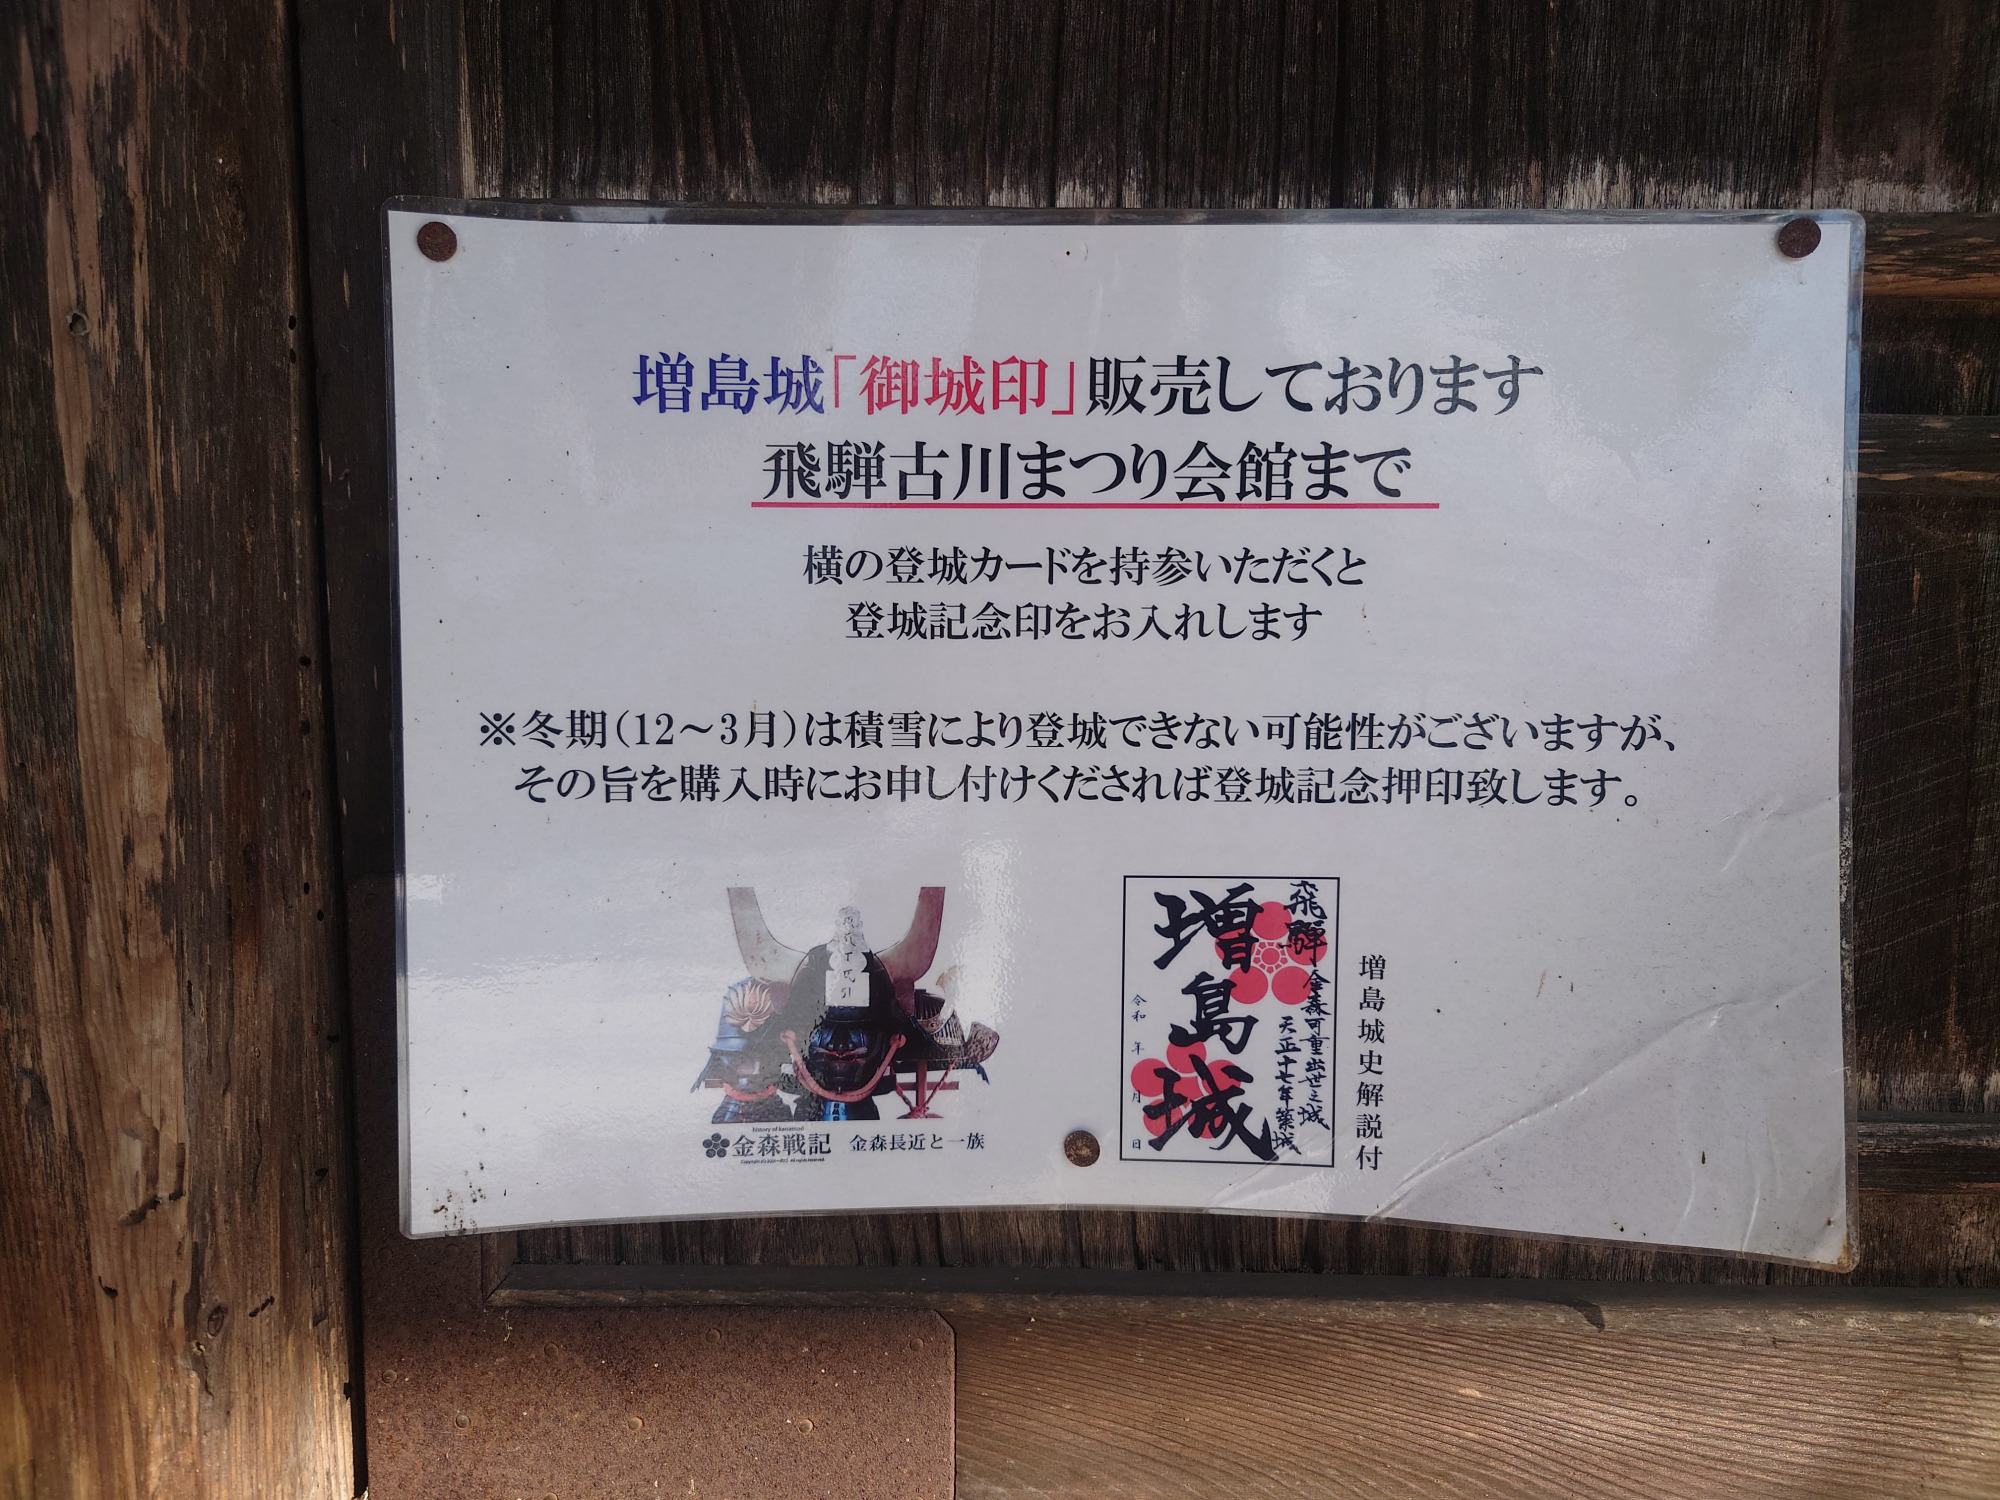 増島城「御城印」販売しております
飛騨古川まつり会館まで
横の登城カードを持参いただくと
登城記念印をお入れします
※冬期(12～3月)は積雪により登城できない可能性がございますが、
その旨を購入時にお申し付けくだされば登城記念押印致します。
history of kanamori
金森戦記
金森長近と一族
飛騨
金森可重出世之城
天正十七年築城
増島城
令和 年 月 日
増島城史解説付